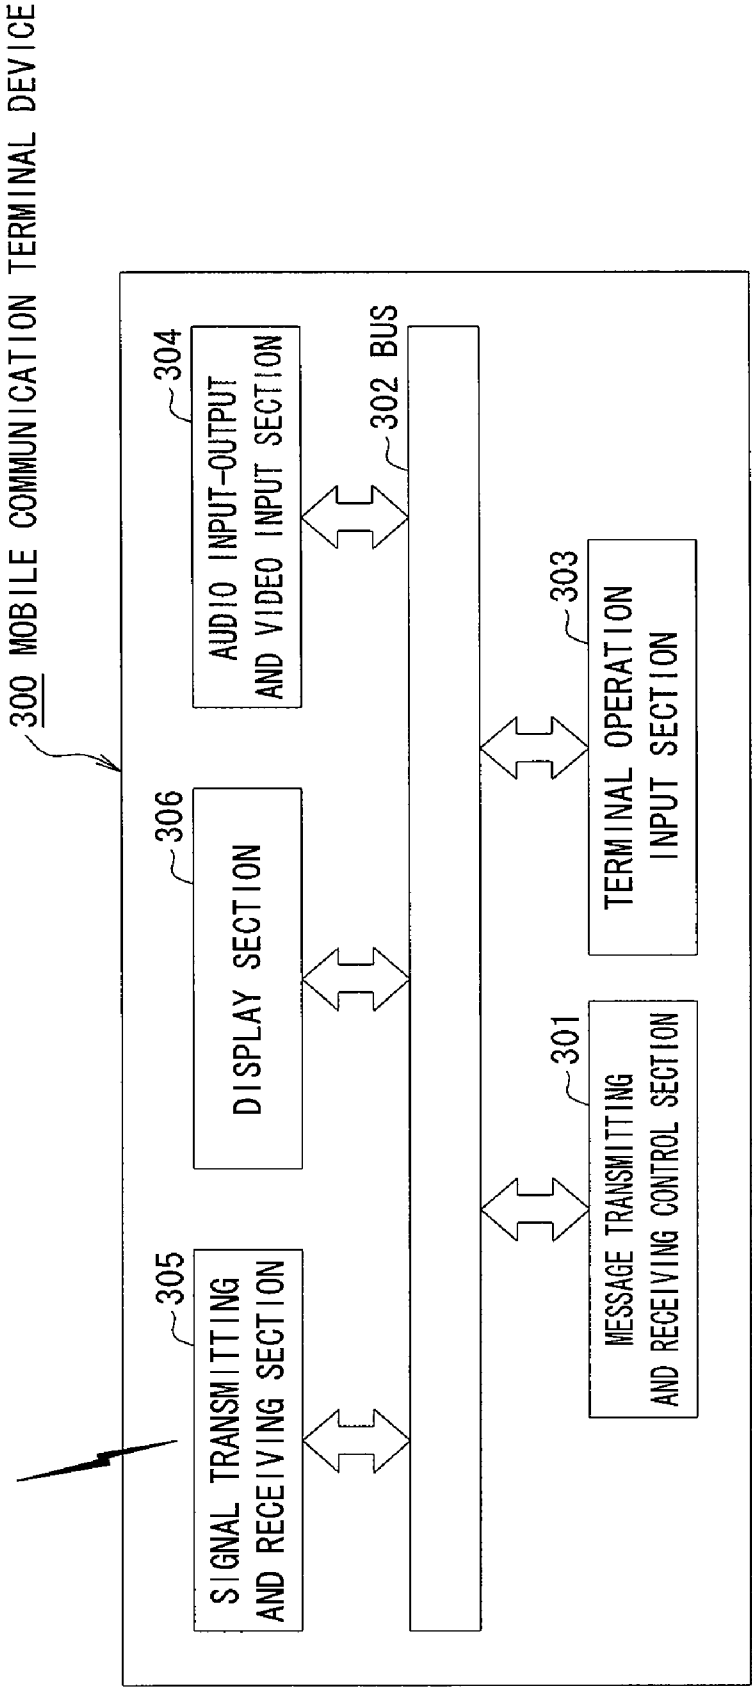 300 MOBILE COMMUNICATION TERMINAL DEVICE
305
SIGNAL TRANSMITTING
AND RECEIVING SECTION
306
DISPLAY SECTION
304
AUDIO INPUT-OUTPUT
AND VIDEO INPUT SECTION
302 BUS
301
MESSAGE TRANSMITTING
AND RECEIVING CONTROL SECTION
303
TERMINAL OPERATION
INPUT SECTION